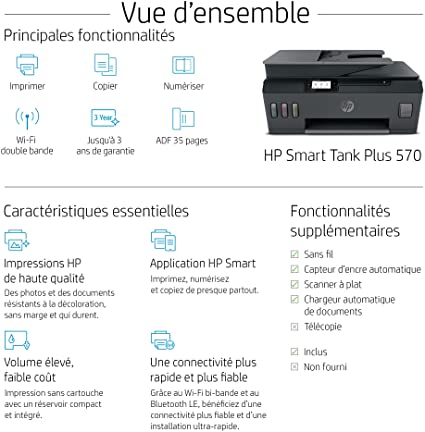 Vue d’ensemble
Principales fonctionnalités
Imprimer
Copier
Numériser
Wi-Fi
double bande
3 Year
Jusqu'à 3
ans de garantie
ADF 35 pages
hp
HP Smart Tank Plus 570
Caractéristiques essentielles
Impressions HP
de haute qualité
Des photos et des documents
résistants à la décoloration,
sans marge et qui durent.
Application HP Smart
Imprimez, numérisez
et copiez de presque partout.
Volume élevé,
faible coût
Impression sans cartouche
avec un réservoir compact
et intégré.
Une connectivité plus
rapide et plus fiable
Grâce au Wi-Fi bi-bande et au
Bluetooth LE, bénéficiez d'une
connectivité plus fiable et d'une
installation ultra-rapide.
Fonctionnalités
supplémentaires
Sans fil
Capteur d'encre automatique
Scanner à plat
Chargeur automatique
de documents
Télécopie
Inclus
Non fourni